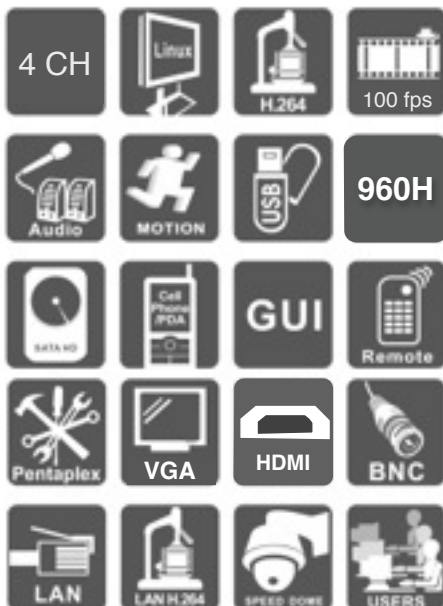 4 CH
Linux
H.264
100 fps
Audio
MOTION
USB
960H
SATA HD
Cell
Phone
/PDA
GUI
Remote
Pentaplex
VGA
HDMI
BNC
LAN
LAN H.264
SPEED DOME
USERS